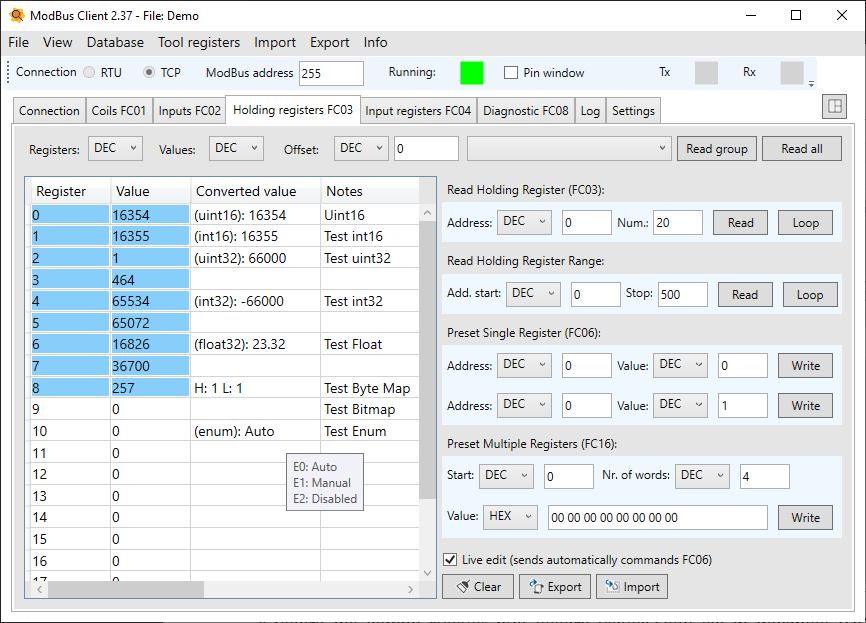 ModBus Client 2.37 - File: Demo
File View Database Tool registers Import Export Info
Connection RTU TCP ModBus address 255 Running: Pin window Tx Rx
Connection Coils FC01 Inputs FC02 Holding registers FC03 Input registers FC04 Diagnostic FC08 Log Settings
Registers: DEC Values: DEC Offset: DEC 0 Read group Read all
Register Value Converted value Notes
0 16354 (uint16): 16354 Uint16
1 16355 (int16): 16355 Test int16
2 1 (uint32): 66000 Test uint32
3 464
4 65534 (int32): -66000 Test int32
5 65072
6 16826 (float32): 23.32 Test Float
7 36700
8 257 H: 1 L: 1 Test Byte Map
9 0 Test Bitmap
10 0 (enum): Auto Test Enum
11 0
12 0
13 0
14 0
15 0
16 0
17 0
E0: Auto
E1: Manual
E2: Disabled
Read Holding Register (FC03):
Address: DEC 0 Num.: 20 Read Loop
Read Holding Register Range:
Add. start: DEC 0 Stop: 500 Read Loop
Preset Single Register (FC06):
Address: DEC 0 Value: DEC 0 Write
Address: DEC 0 Value: DEC 1 Write
Preset Multiple Registers (FC16):
Start: DEC 0 Nr. of words: DEC 4
Value: HEX 00 00 00 00 00 00 00 00 Write
Live edit (sends automatically commands FC06)
Clear Export Import